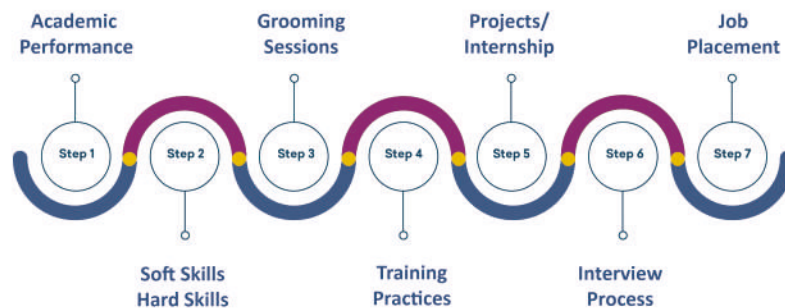 Academic
Performance
Grooming
Sessions
Projects/
Internship
Job
Placement
Step 1
Step 2
Step 3
Step 4
Step 5
Step 6
Step 7
Soft Skills
Hard Skills
Training
Practices
Interview
Process